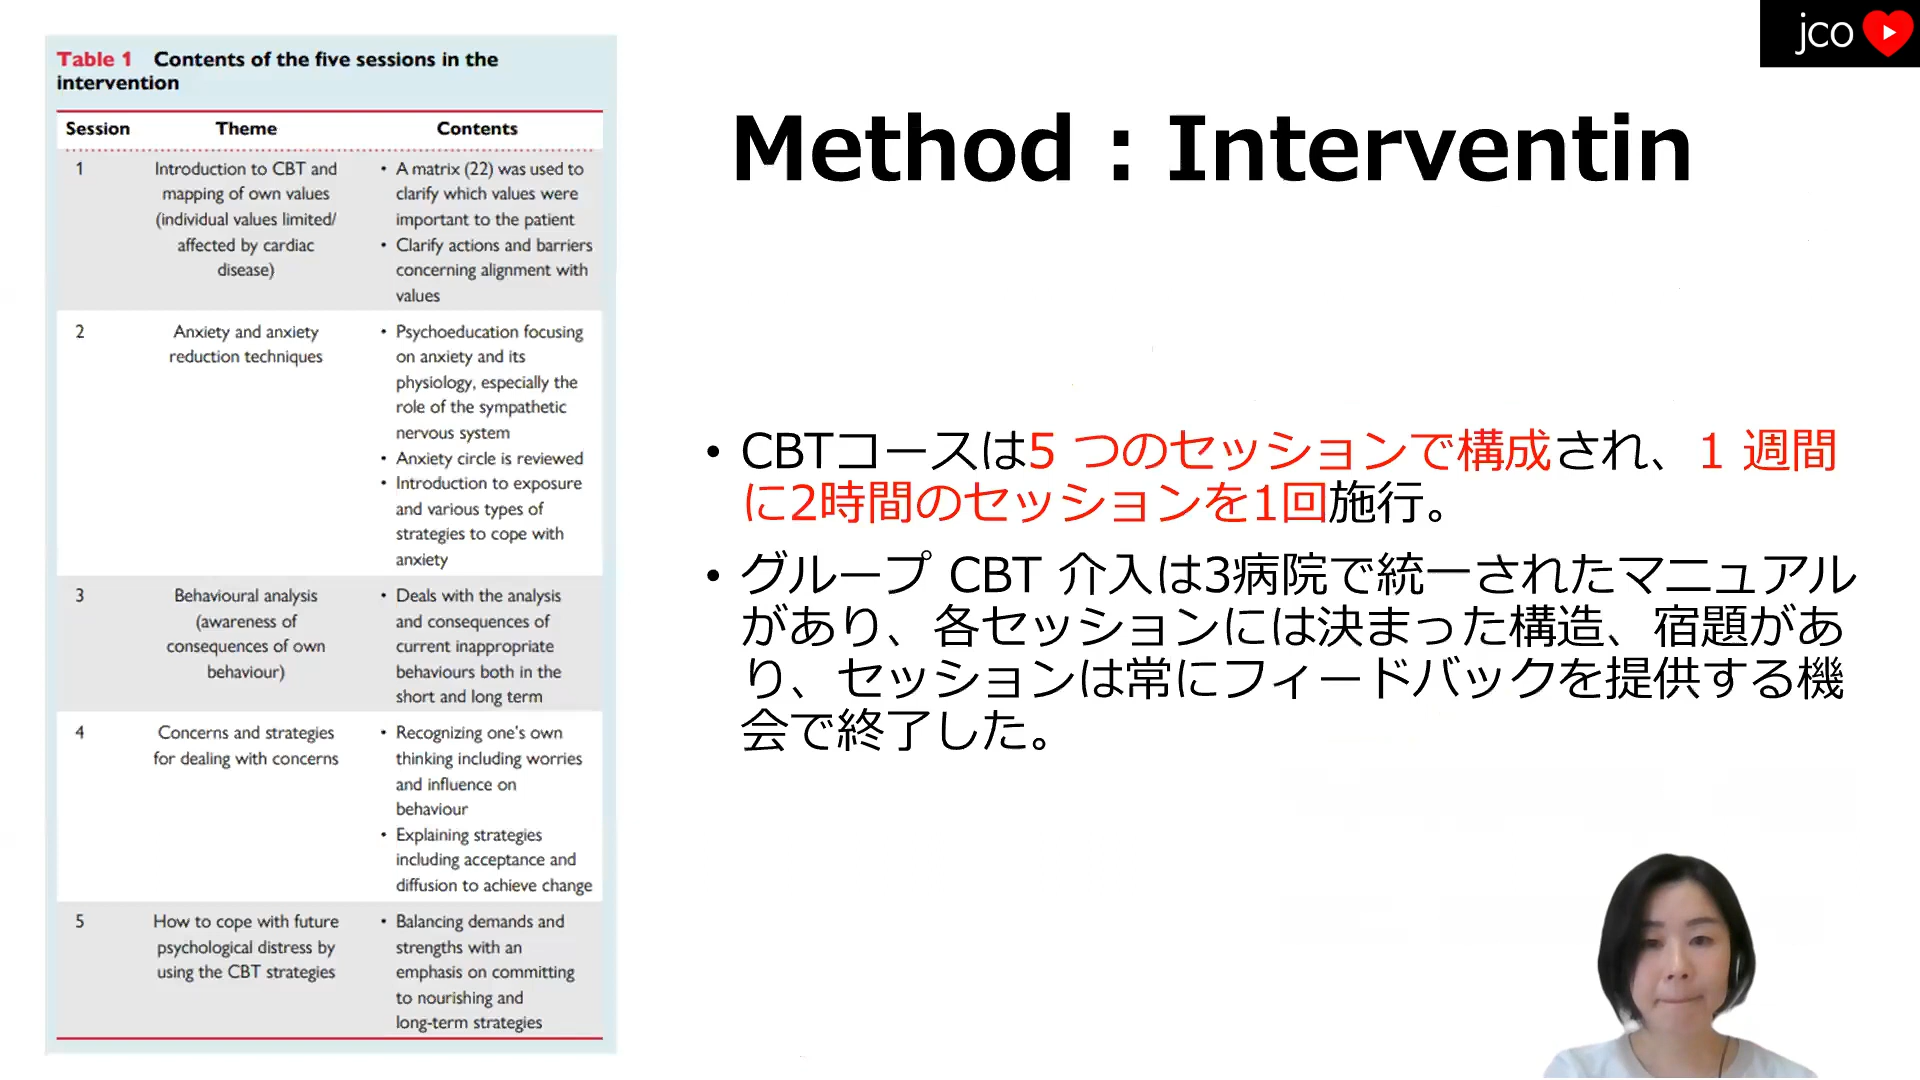 jco
Table 1 Contents of the five sessions in the
intervention
Session Theme Contents
1 Introduction to CBT and
mapping of own values
(individual values limited/
affected by cardiac
disease)
• A matrix (22) was used to
clarify which values were
important to the patient
• Clarify actions and barriers
concerning alignment with
values
2 Anxiety and anxiety
reduction techniques
• Psychoeducation focusing
on anxiety and its
physiology, especially the
role of the sympathetic
nervous system
• Anxiety circle is reviewed
• Introduction to exposure
and various types of
strategies to cope with
anxiety
3 Behavioural analysis
(awareness of
consequences of own
behaviour)
• Deals with the analysis
and consequences of
current inappropriate
behaviours both in the
short and long term
4 Concerns and strategies
for dealing with concerns
• Recognizing one's own
thinking including worries
and influence on
behaviour
• Explaining strategies
including acceptance and
diffusion to achieve change
5 How to cope with future
psychological distress by
using the CBT strategies
• Balancing demands and
strengths with an
emphasis on committing
to nourishing and
long-term strategies
Method：Interventin
• CBTコースは5 つのセッションで構成され、1 週間
に2時間のセッションを1回施行。
• グループ CBT 介入は3病院で統一されたマニュアル
があり、各セッションには決まった構造、宿題があ
り、セッションは常にフィードバックを提供する機
会で終了した。